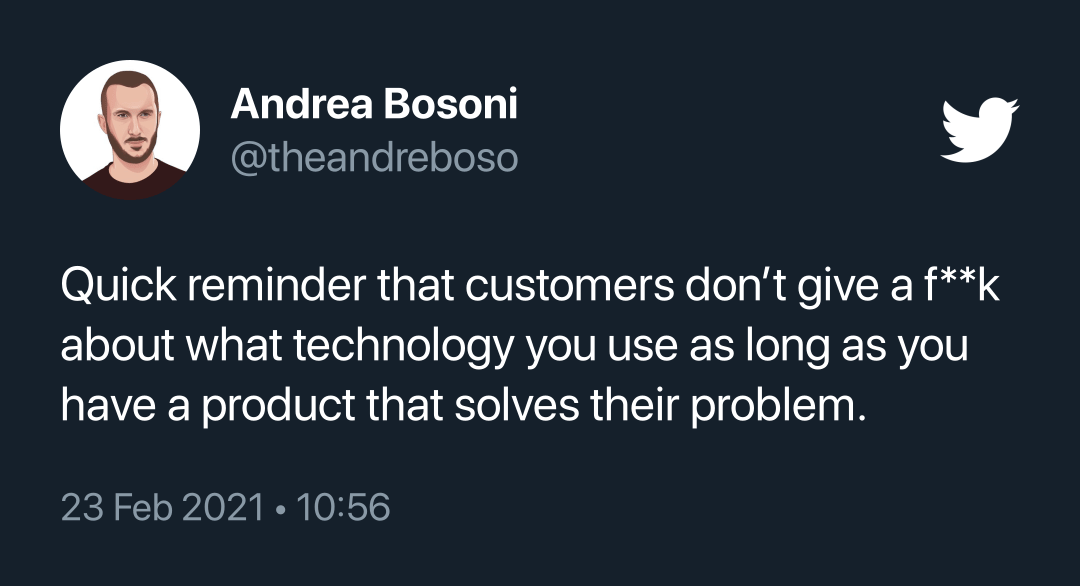 Andrea Bosoni
@theandreboso
Quick reminder that customers don’t give a f**k
about what technology you use as long as you
have a product that solves their problem.
23 Feb 2021 • 10:56